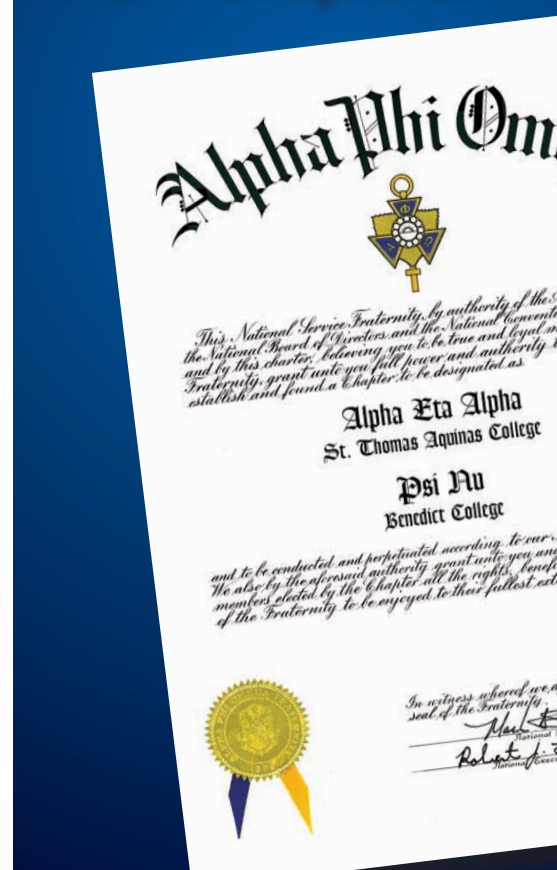 Alpha Phi Om
This National Service Fraternity, by authority of the
the National Board of Directors and the National Conventi
and by this charter, believing you to be true and loyal m
Fraternity, grant unto you full power and authority t
establish and found a Chapter to be designated as
Alpha Eta Alpha
St. Thomas Aquinas College
Psi Nu
Benedict College
and to be conducted and perpetuated according to our
We also by the aforesaid authority grant unto you and
members elected by the Chapter all the rights, benef
of the Fraternity to be enjoyed to their fullest ext
In witness whereof we a
seal of the Fraternity
National
Robert J.
National Exec